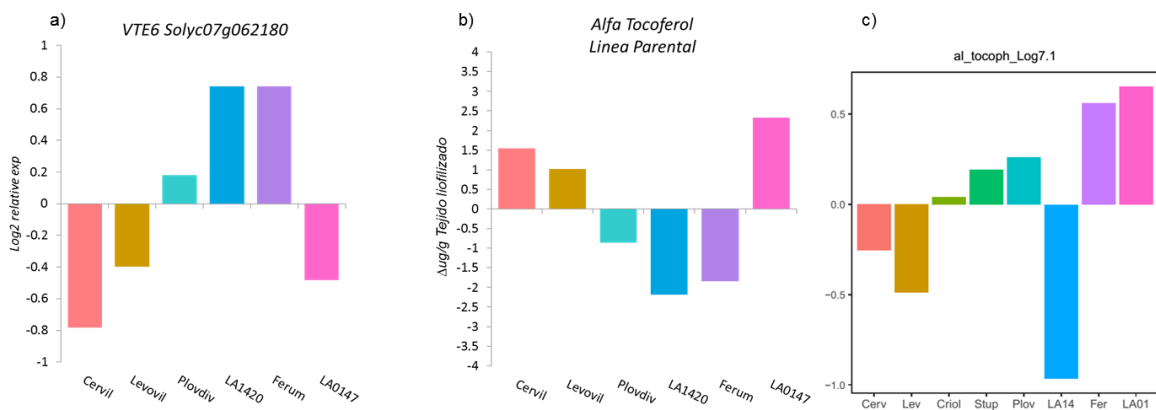 a)
VTE6 Solyc07g062180
Log2 relative exp
1
0.8
0.6
0.4
0.2
0
-0.2
-0.4
-0.6
-0.8
-1
Cervil
Levovil
Plovdiv
LA1420
Ferum
LA0147
b)
Alfa Tocoferol
Linea Parental
Δug/g Tejido liofilizado
4
3.5
3
2.5
2
1.5
1
0.5
0
-0.5
-1
-1.5
-2
-2.5
-3
-3.5
-4
Cervil
Levovil
Plovdiv
LA1420
Ferum
LA0147
c)
al_tocoph_Log7.1
0.5
0.0
−0.5
−1.0
Cerv Lev Criol Stup Plov LA14 Fer LA01